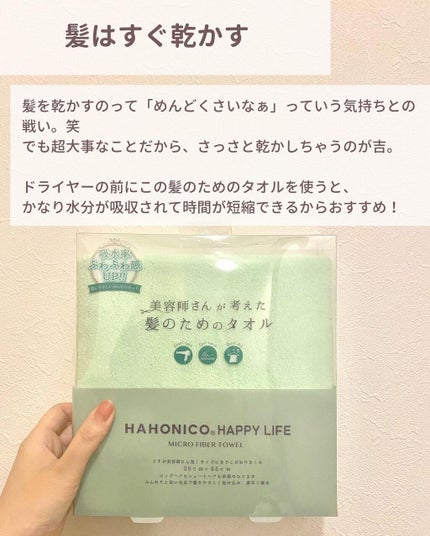 髪はすぐ乾かす
髪を乾かすのって「めんどくさいなぁ」っていう気持ちとの
戦い。笑
でも超大事なことだから、さっさと乾かしちゃうのが吉。
ドライヤーの前にこの髪のためのタオルを使うと、
かなり水分が吸収されて時間が短縮できるからおすすめ！
吸水率
ふわふわ感
UP!!
美容師さんが考えた
髪のためのタオル
HAHONICO HAPPY LIFE
MICRO FIBER TOWEL